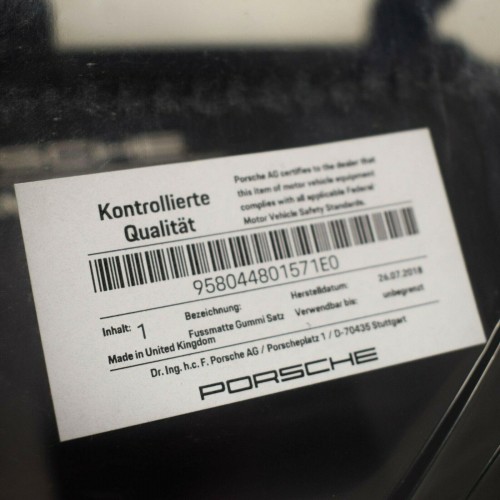 PORSCHE
Kontrollierte
Qualität
Porsche AG certifies to the dealer that
this item of motor vehicle equipment
complies with all applicable Federal
Motor Vehicle Safety Standards.
958044801571E0
Inhalt: 1
Bezeichnung:
Fussmatte Gummi Satz
Herstelldatum: 26.07.2018
Verwendbar bis: unbegrenzt
Made in United Kingdom
Dr. Ing. h.c. F. Porsche AG / Porscheplatz 1 / D-70435 Stuttgart
PORSCHE